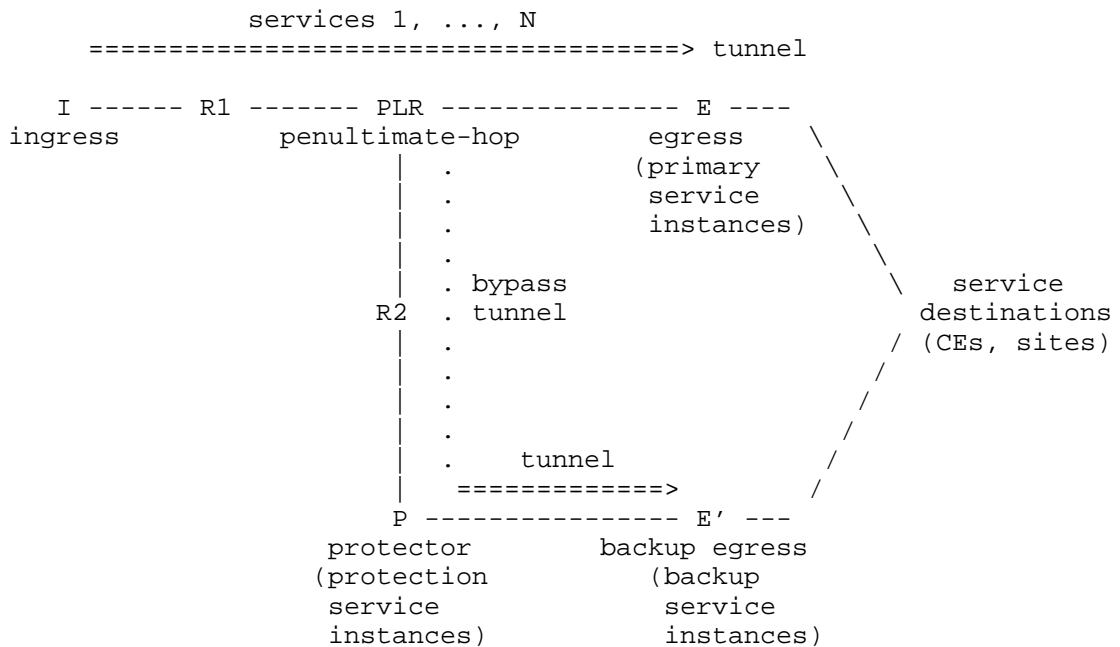 services 1, ..., N
=====================================> tunnel
I ------ R1 ------- PLR --------------- E ----
ingress penultimate-hop egress \
| . (primary \
| . service \
| . instances) \
| . \
| . bypass \ service
R2 . tunnel destinations
| . / (CEs, sites)
| . /
| . /
| . /
| . tunnel /
| =============> /
P ---------------- E' ---
protector backup egress
(protection (backup
service service
instances) instances)